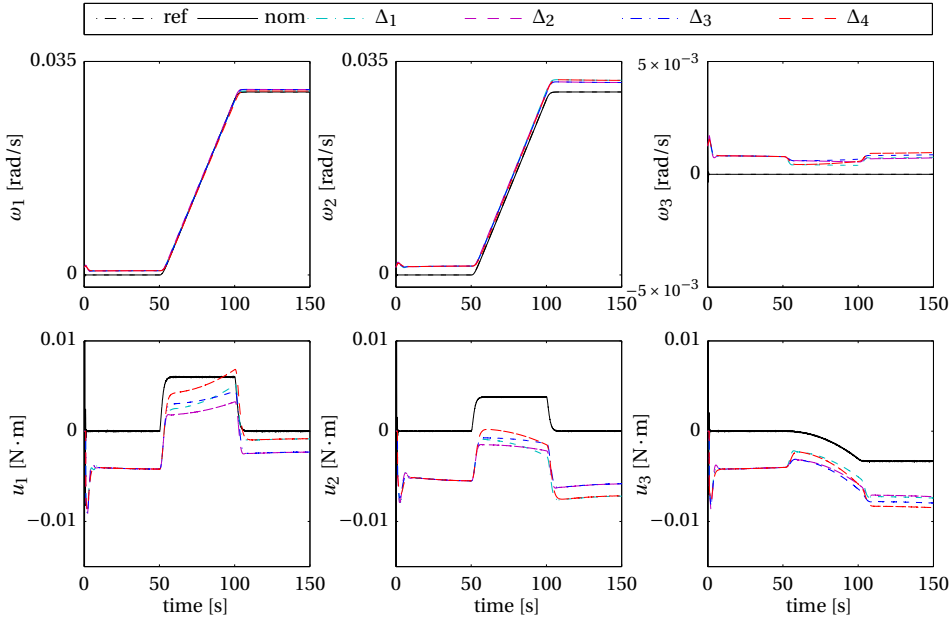 ref nom Δ1 Δ2 Δ3 Δ4
0.035
0
ω1 [rad/s]
0 50 100 150
0.035
0
ω2 [rad/s]
0 50 100 150
5 × 10−3
0
−5 × 10−3
ω3 [rad/s]
0 50 100 150
0.01
0
−0.01
u1 [N·m]
0 50 100 150
time [s]
0.01
0
−0.01
u2 [N·m]
0 50 100 150
time [s]
0.01
0
−0.01
u3 [N·m]
0 50 100 150
time [s]